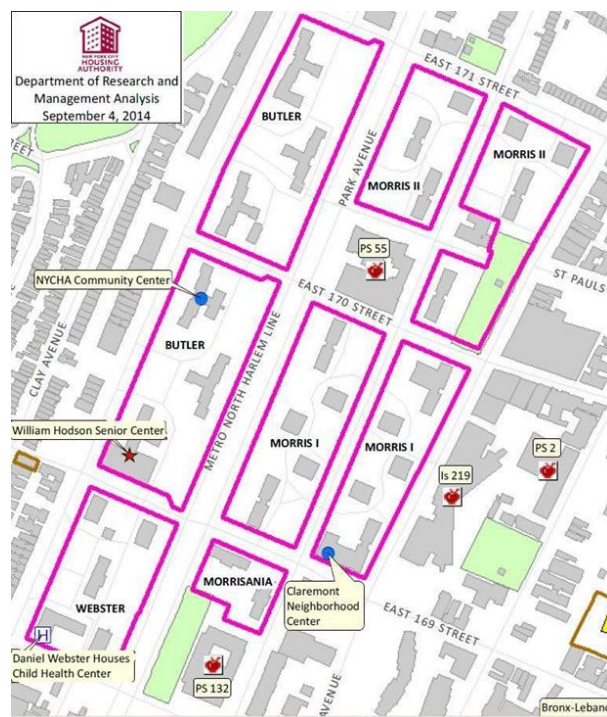 NEW YORK CITY
HOUSING
AUTHORITY
Department of Research and
Management Analysis
September 4, 2014
EAST 171 STREET
BUTLER
MORRIS II
MORRIS II
PARK AVENUE
PS 55
STREET
NYCHA Community Center
ST PAULS
EAST 170 STREET
BUTLER
CLAY AVENUE
METRO NORTH HARLEM LINE
William Hodson Senior Center
MORRIS I
MORRIS I
PS 2
Is 219
MORRISANIA
WEBSTER
Claremont
Neighborhood
Center
EAST 169 STREET
H
Daniel Webster Houses
Child Health Center
PS 132
AVENUE
Bronx-Lebano